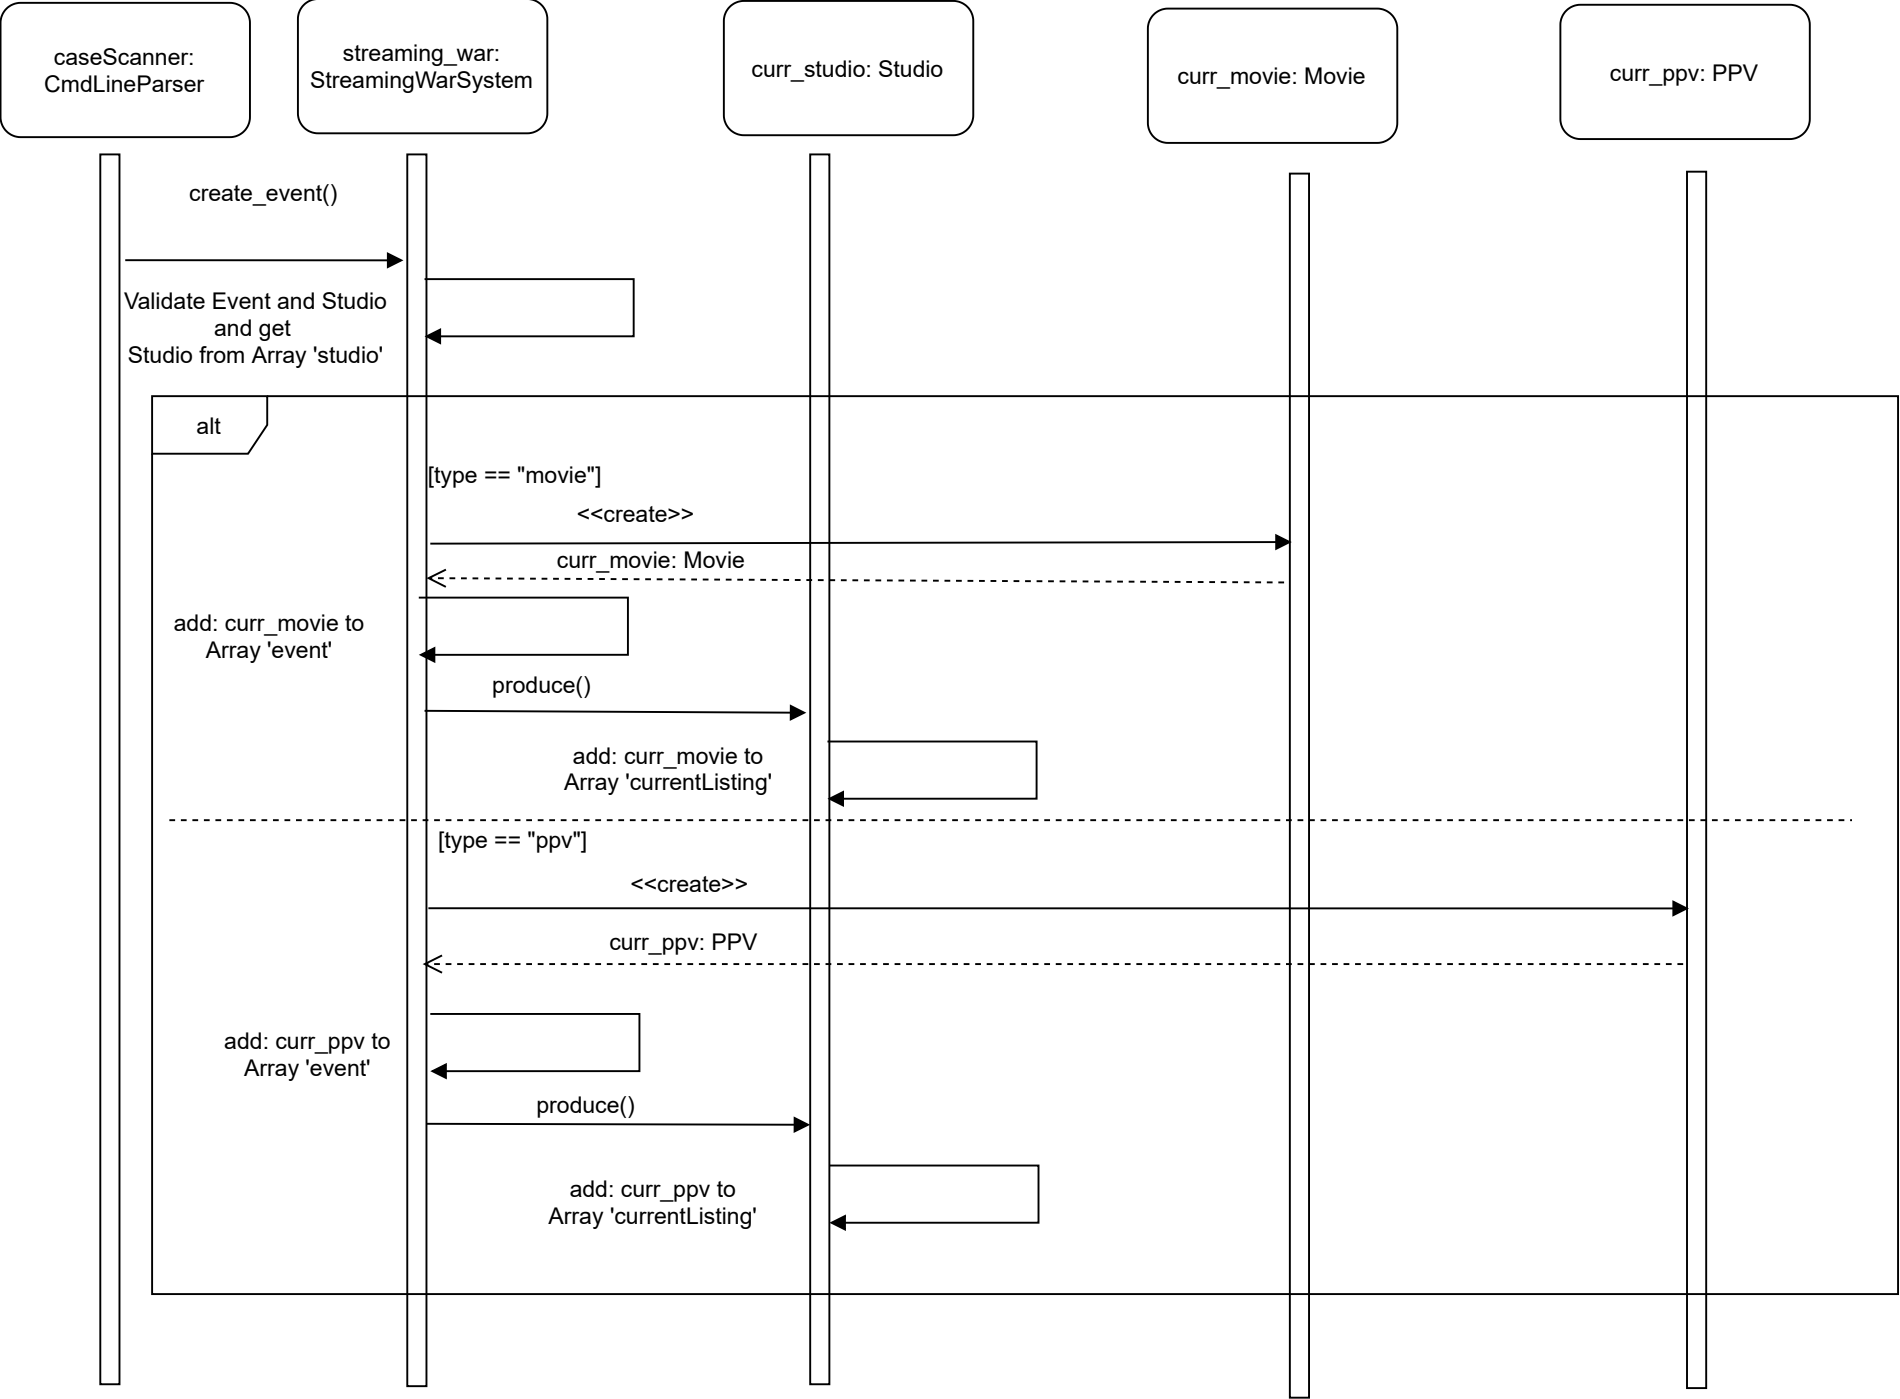 caseScanner:
CmdLineParser
streaming_war:
StreamingWarSystem
curr_studio: Studio
curr_movie: Movie
curr_ppv: PPV
create_event()
Validate Event and Studio
and get
Studio from Array 'studio'
alt
[type == "movie"]
<<create>>
curr_movie: Movie
add: curr_movie to
Array 'event'
produce()
add: curr_movie to
Array 'currentListing'
[type == "ppv"]
<<create>>
curr_ppv: PPV
add: curr_ppv to
Array 'event'
produce()
add: curr_ppv to
Array 'currentListing'